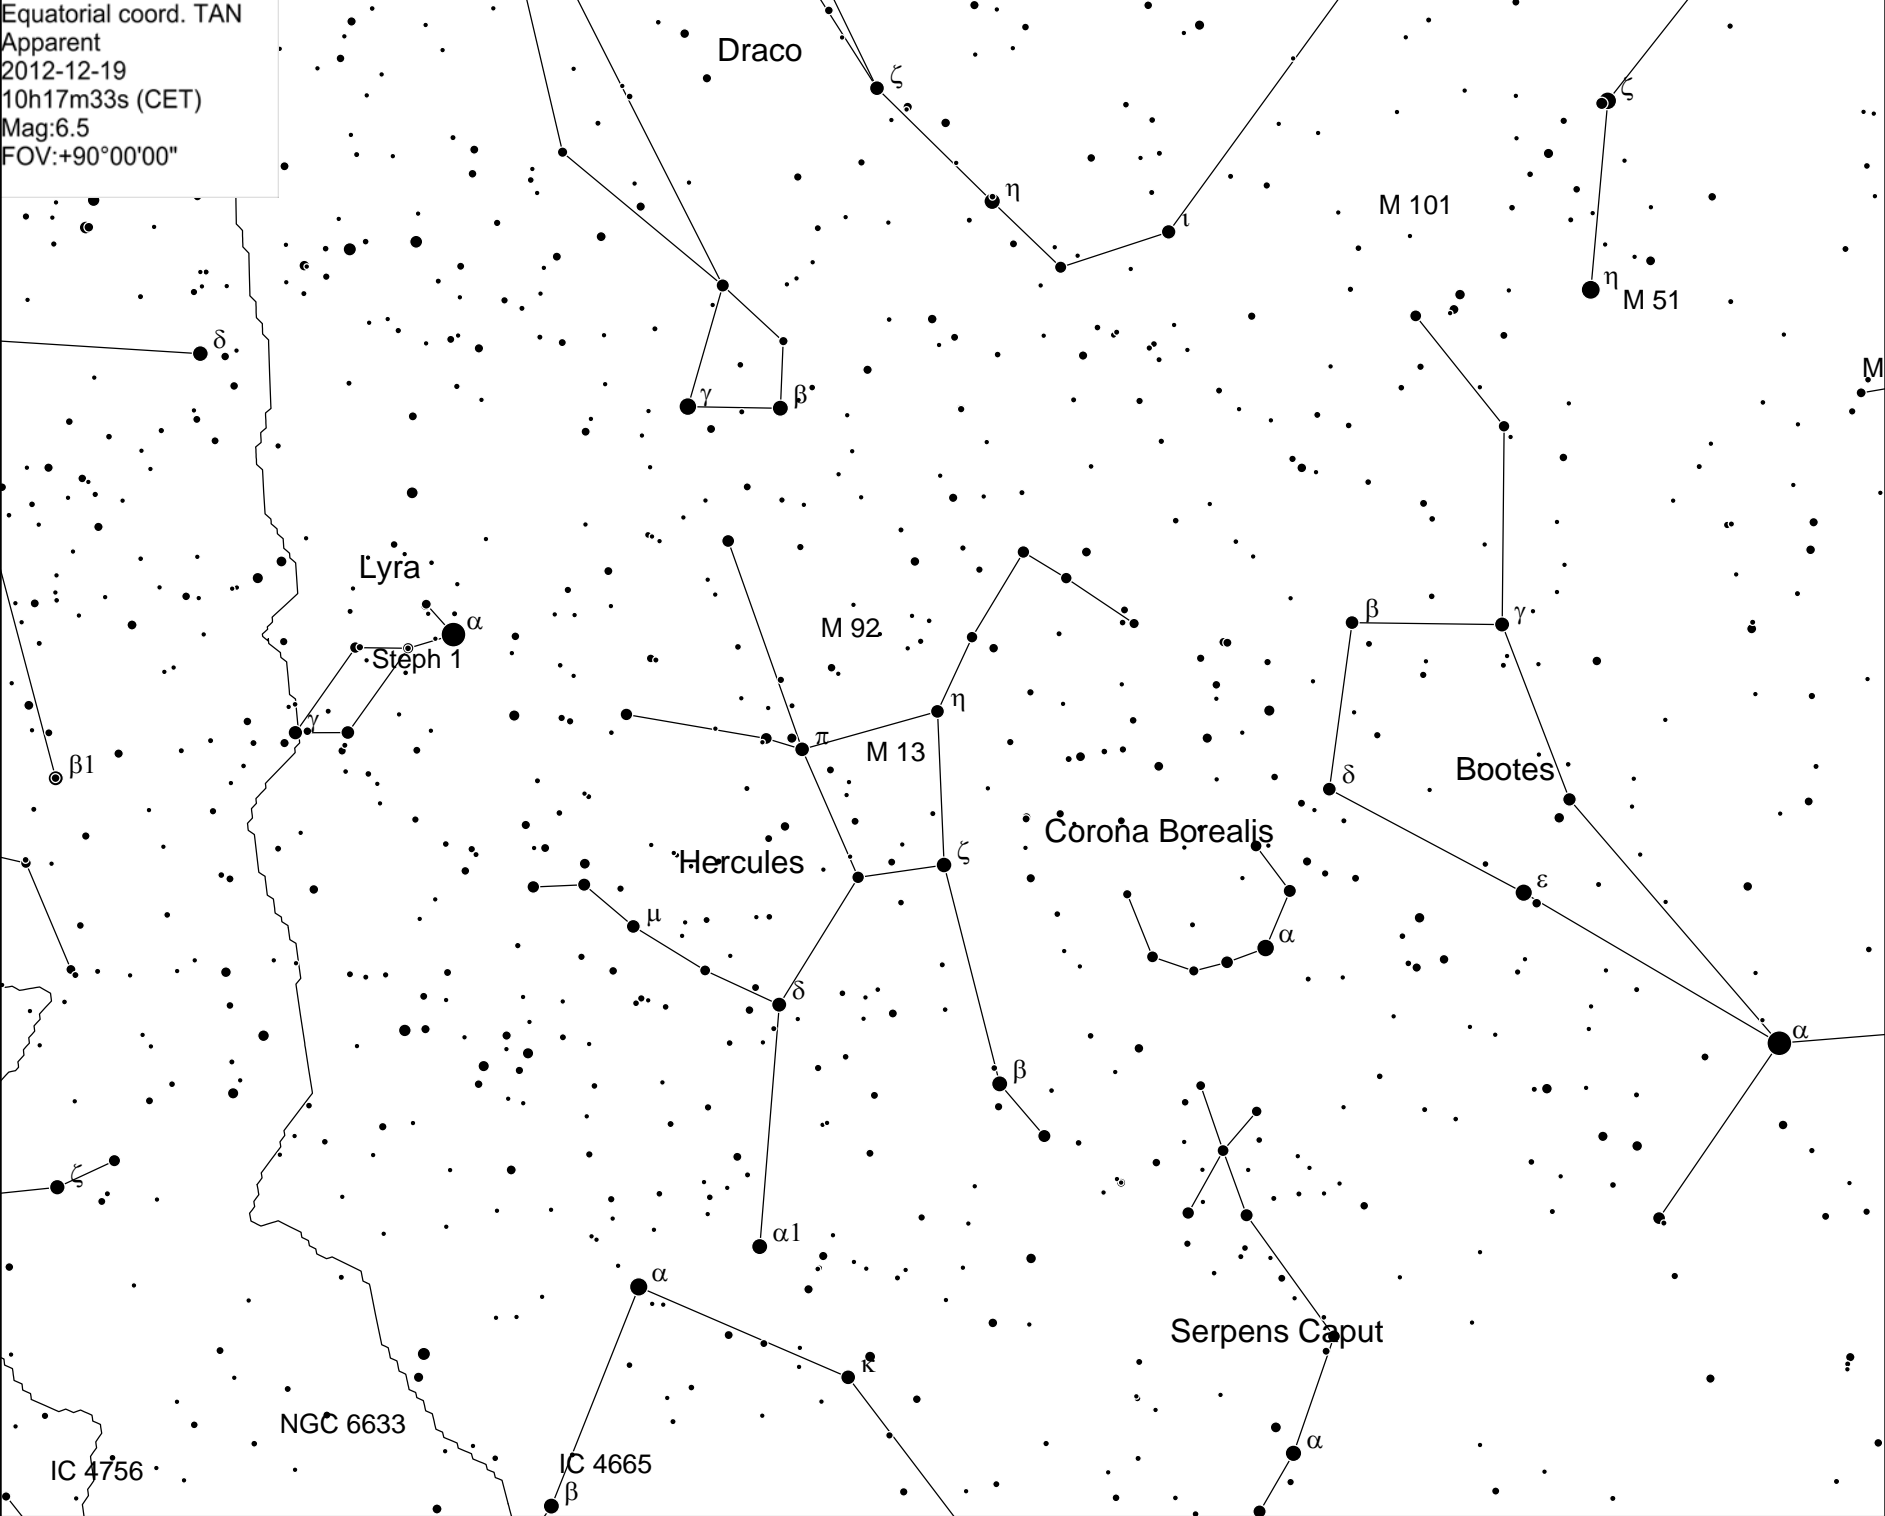 Equatorial coord. TAN
Apparent
2012-12-19
10h17m33s (CET)
Mag:6.5
FOV:+90°00'00"
Draco
ζ
ζ
η
M 101
ι
η
M 51
δ
M
γ
β
Lyra
α
β
γ
M 92
Steph 1
η
γ
π
M 13
β1
Bootes
δ
Corona Borealis
Hercules
ζ
ε
μ
α
δ
α
β
ζ
α1
α
Serpens Caput
κ
NGC 6633
α
IC 4756
IC 4665
β